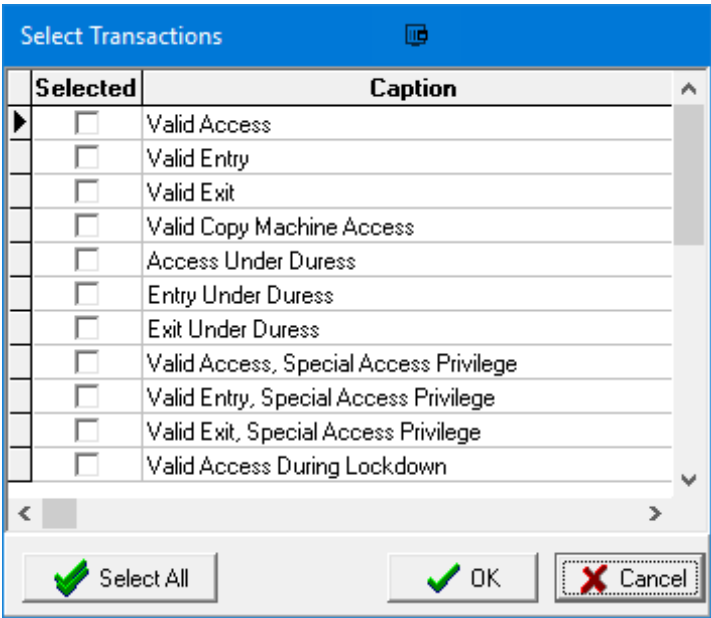 Select Transactions
Selected Caption
Valid Access
Valid Entry
Valid Exit
Valid Copy Machine Access
Access Under Duress
Entry Under Duress
Exit Under Duress
Valid Access, Special Access Privilege
Valid Entry, Special Access Privilege
Valid Exit, Special Access Privilege
Valid Access During Lockdown
Select All OK Cancel